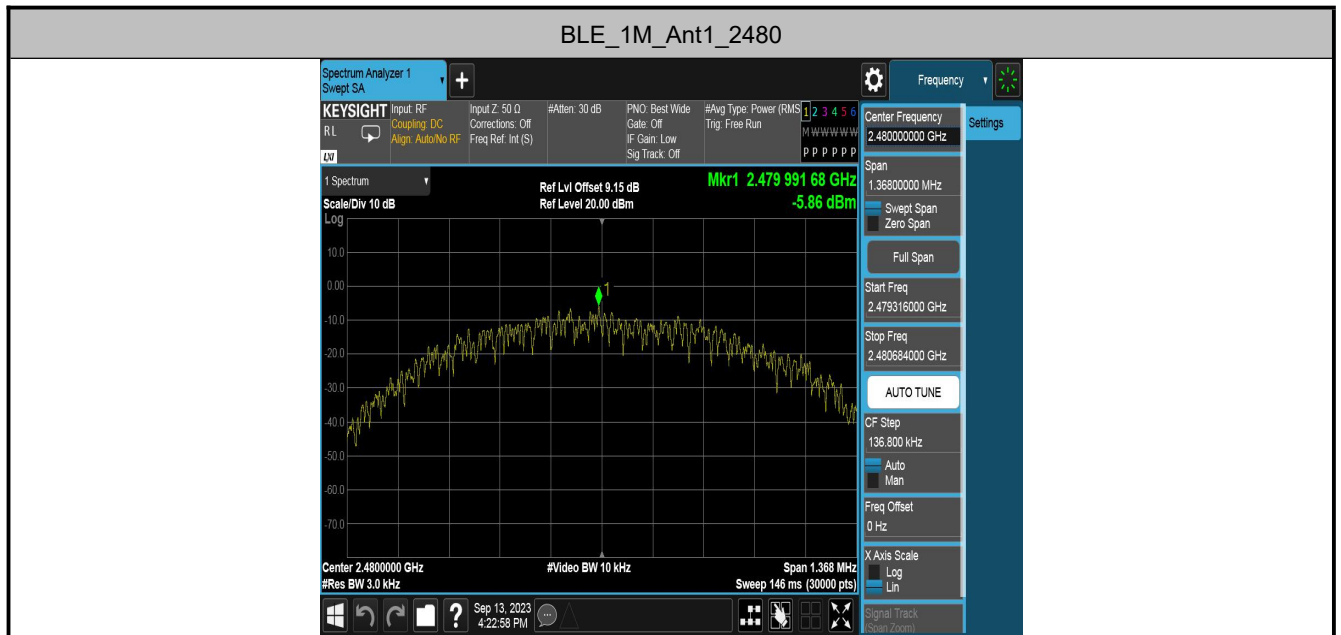 BLE_1M_Ant1_2480
Spectrum Analyzer 1
Swept SA
+
Frequency
KEYSIGHT
RL
LXI
Input: RF
Coupling: DC
Align: Auto/No RF
Input Z: 50 Ω
Corrections: Off
Freq Ref: Int (S)
#Atten: 30 dB
PNO: Best Wide
Gate: Off
IF Gain: Low
Sig Track: Off
#Avg Type: Power (RMS
Trig: Free Run
1 2 3 4 5 6
M W W W W W
P P P P P P
1 Spectrum
Scale/Div 10 dB
Log
Ref Lvl Offset 9.15 dB
Ref Level 20.00 dBm
Mkr1 2.479 991 68 GHz
-5.86 dBm
10.0
0.00
-10.0
-20.0
-30.0
-40.0
-50.0
-60.0
-70.0
1
Center 2.4800000 GHz
#Res BW 3.0 kHz
#Video BW 10 kHz
Span 1.368 MHz
Sweep 146 ms (30000 pts)
Center Frequency
2.480000000 GHz
Settings
Span
1.36800000 MHz
Swept Span
Zero Span
Full Span
Start Freq
2.479316000 GHz
Stop Freq
2.480684000 GHz
AUTO TUNE
CF Step
136.800 kHz
Auto
Man
Freq Offset
0 Hz
X Axis Scale
Log
Lin
Signal Track
(Span Zoom)
?
Sep 13, 2023
4:22:58 PM